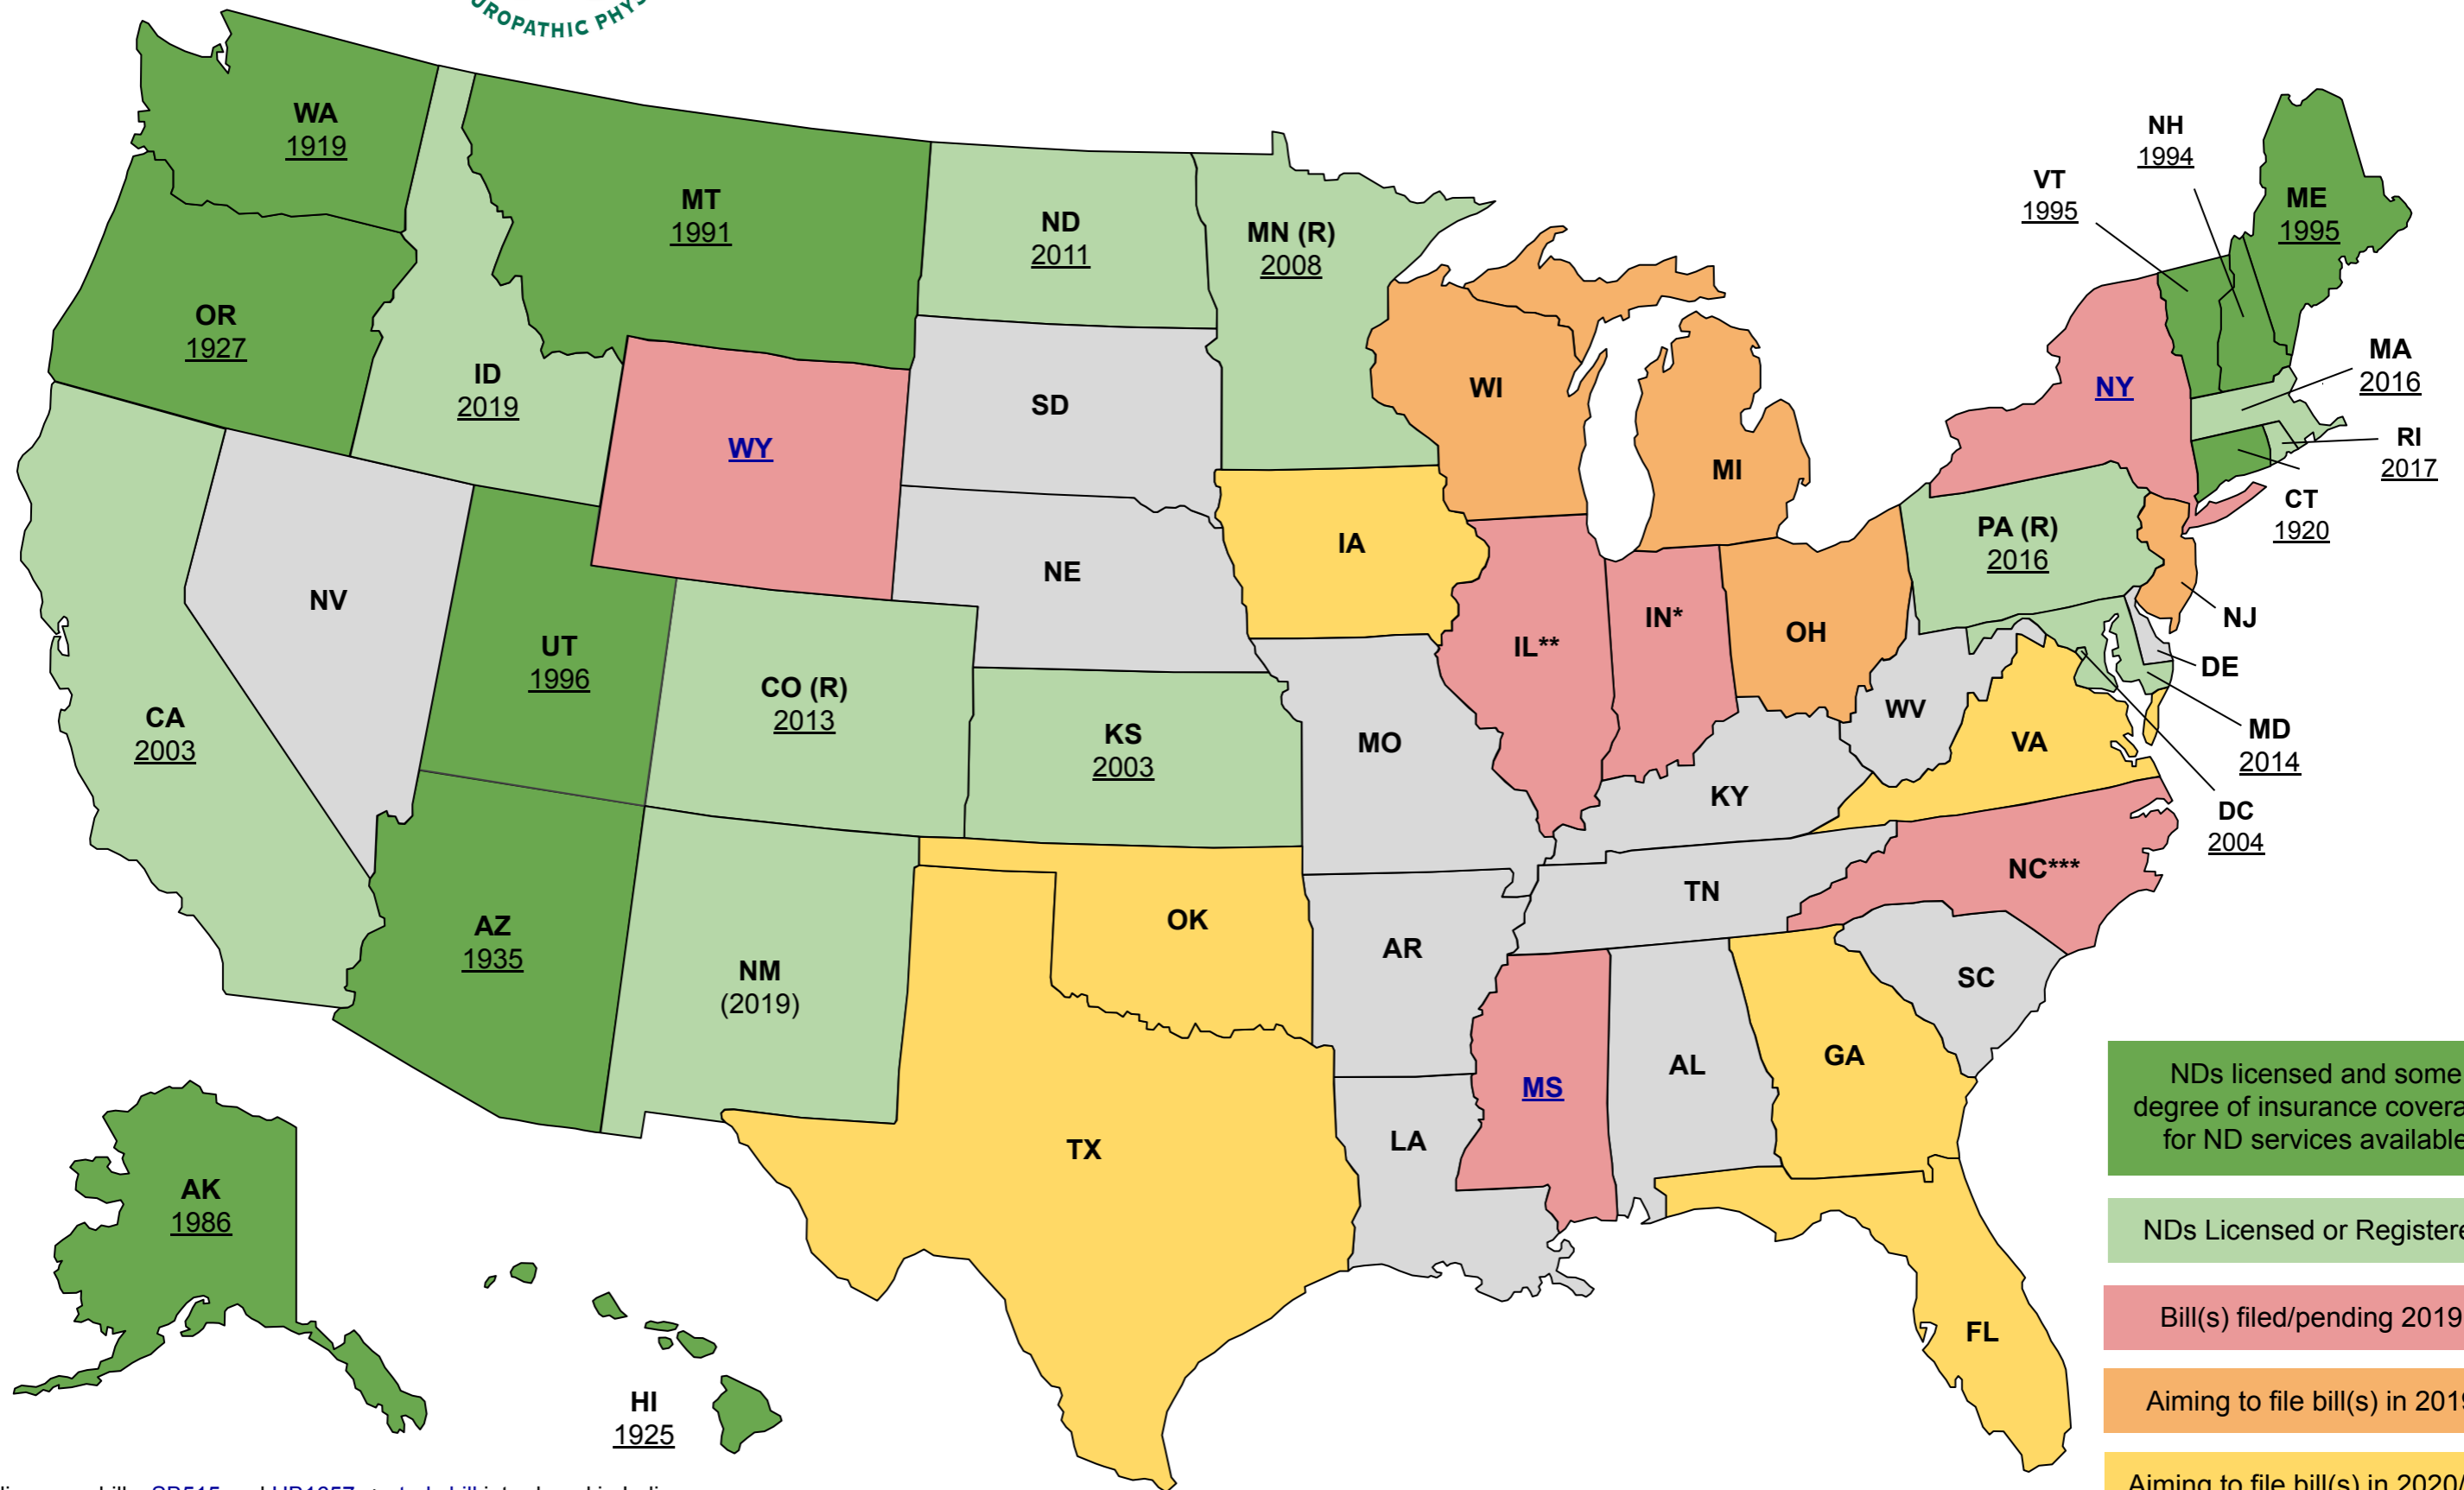 PATHIC
WA
1919
OR
1927
CA
2003
ID
2019
NV
MT
1991
WY
UT
1996
AZ
1935
CO (R)
2013
NM
(2019)
ND
2011
SD
NE
KS
2003
OK
TX
MN (R)
2008
IA
MO
AR
LA
WI
IL**
MI
IN*
OH
KY
TN
MS
AL
GA
FL
SC
NC***
VA
WV
PA (R)
2016
NY
VT
1995
NH
1994
ME
1995
MA
2016
RI
2017
CT
1920
NJ
DE
MD
2014
DC
2004
AK
1986
HI
1925
NDs licensed and some
degree of insurance
for ND services available
NDs Licensed or
Bill(s) filed/pending 2019
Aiming to file bill(s) in
Aiming to file bill(s) in 2020/